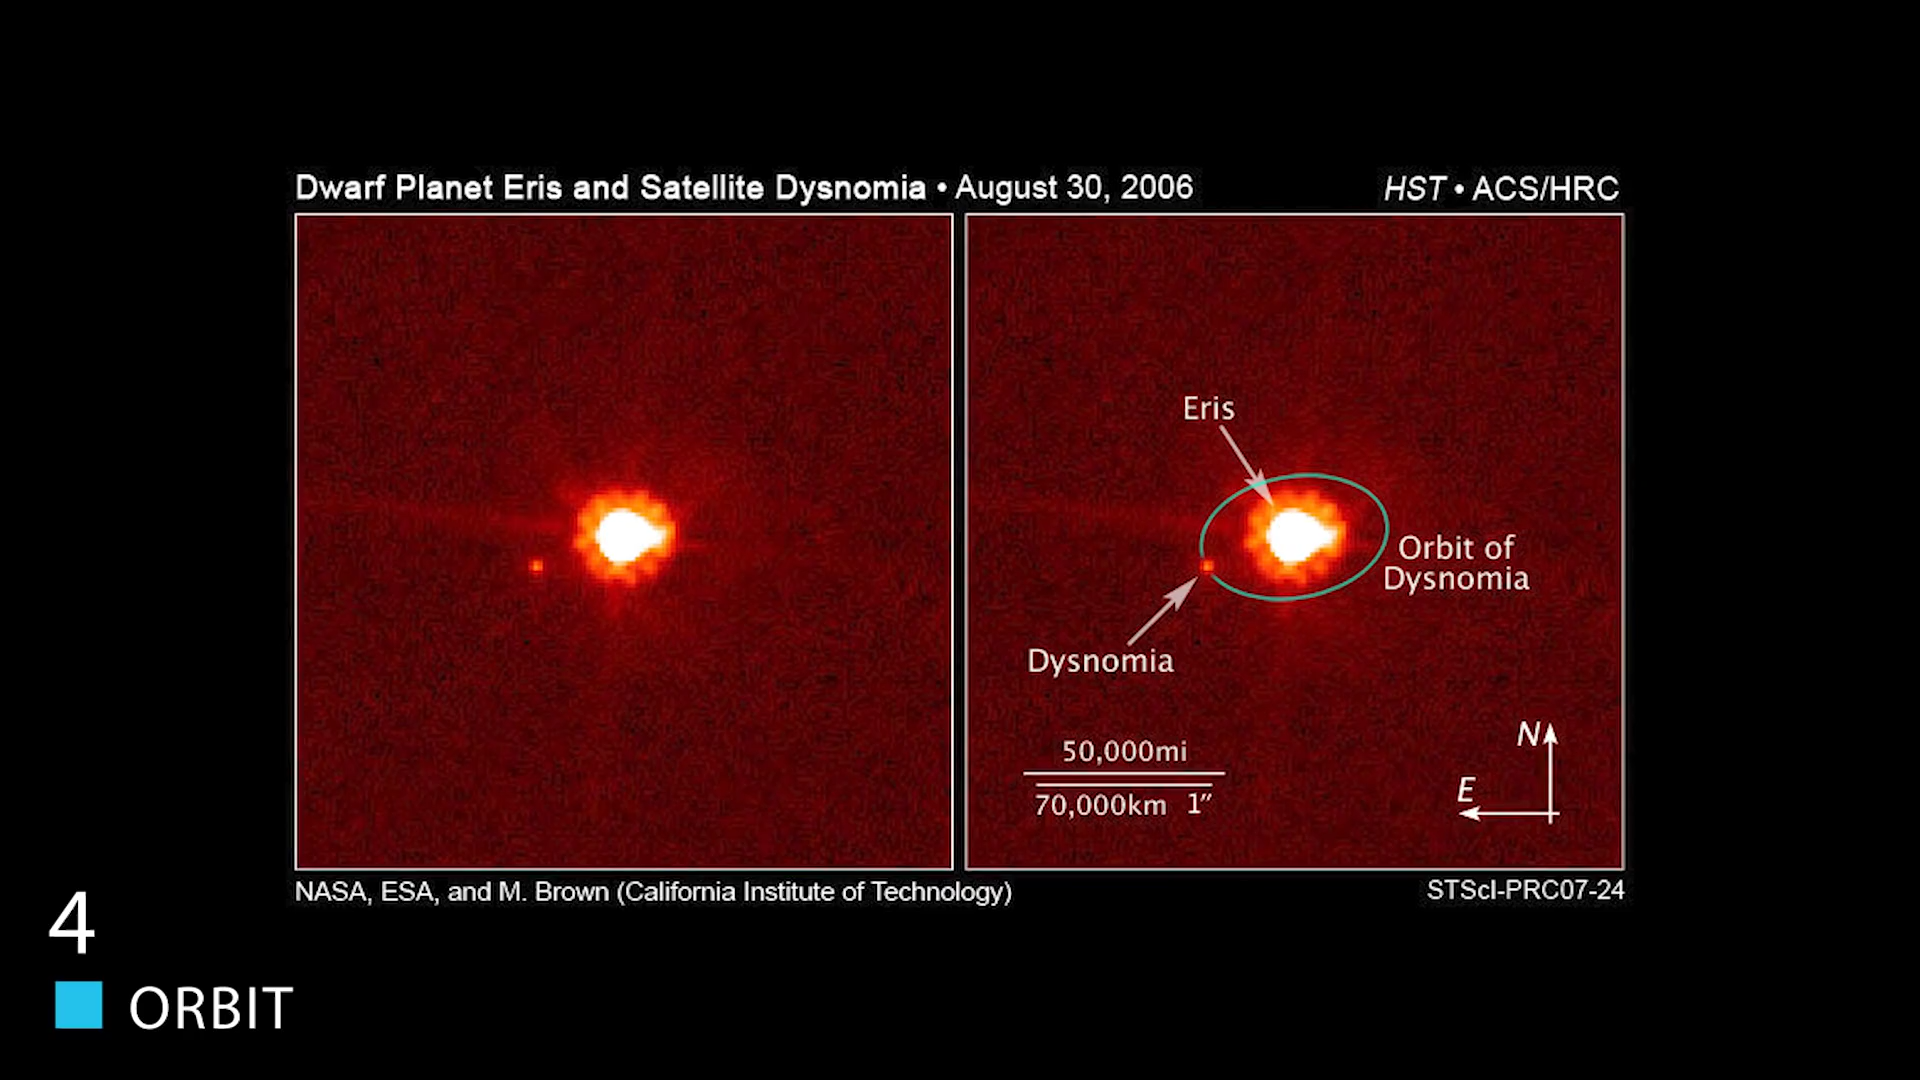 Dwarf Planet Eris and Satellite Dysnomia • August 30, 2006
HST • ACS/HRC
Eris
Orbit of
Dysnomia
Dysnomia
50,000mi
70,000km 1″
N
E
NASA, ESA, and M. Brown (California Institute of Technology)
STScI-PRC07-24
4
ORBIT